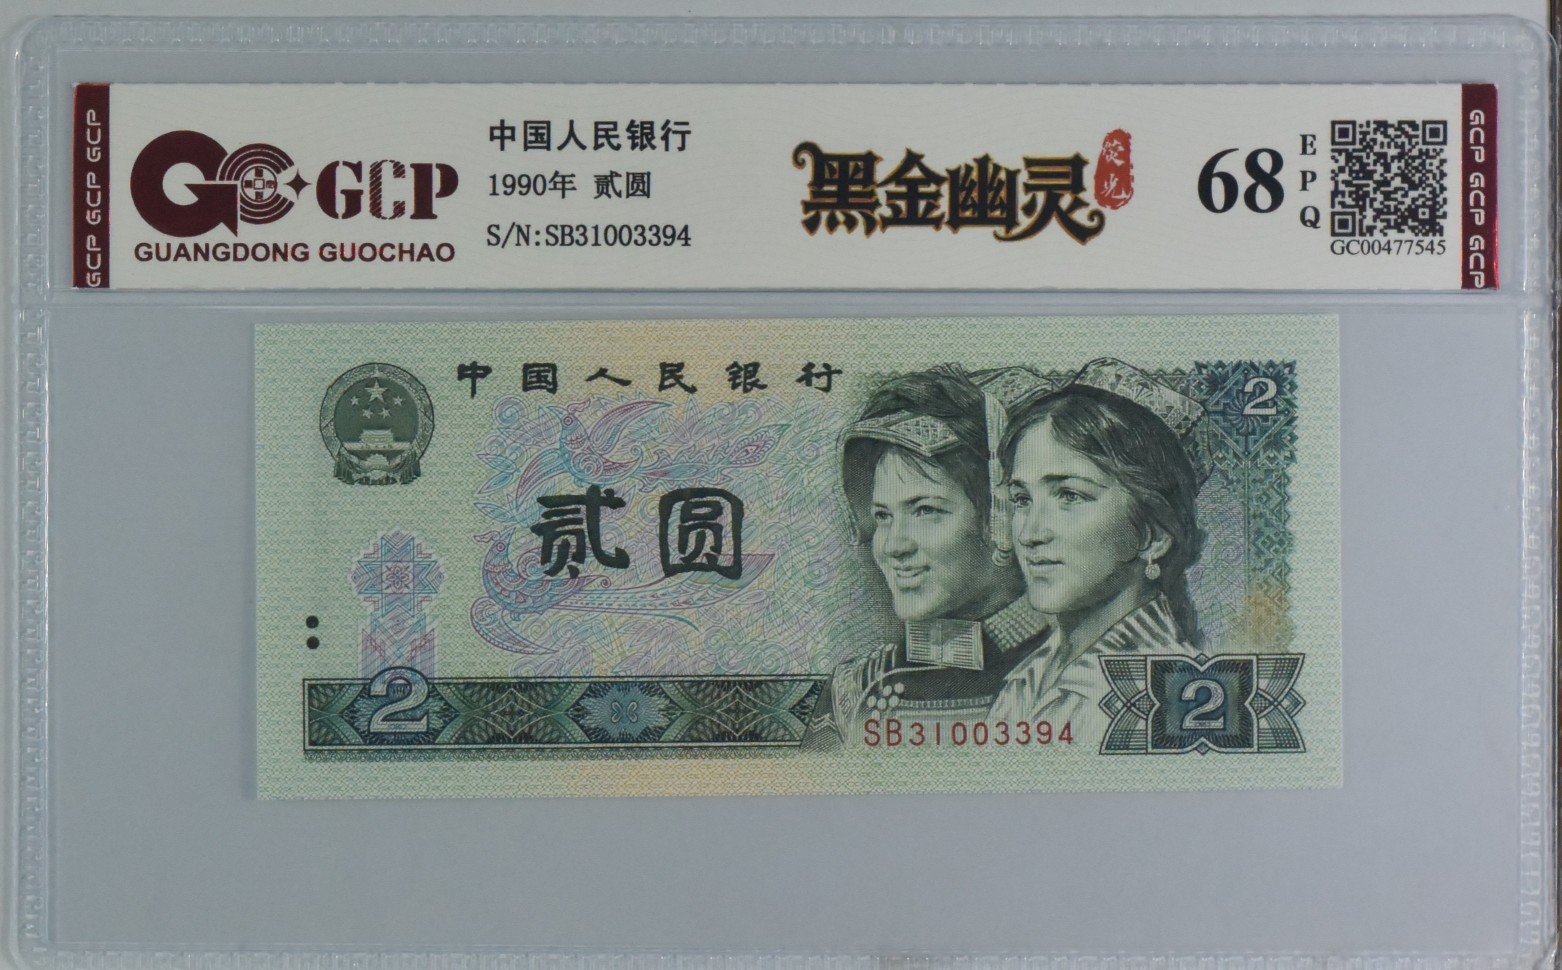 GCP GCP GCP
GCP
GUANGDONG GUOCHAO
中国人民银行
1990年 贰圆
S/N:SB31003394
黑金幽灵
荧光
68
EPQ
GC00477545
GCP GCP GCP
中国人民银行
2
贰圆
2
SB31003394
2